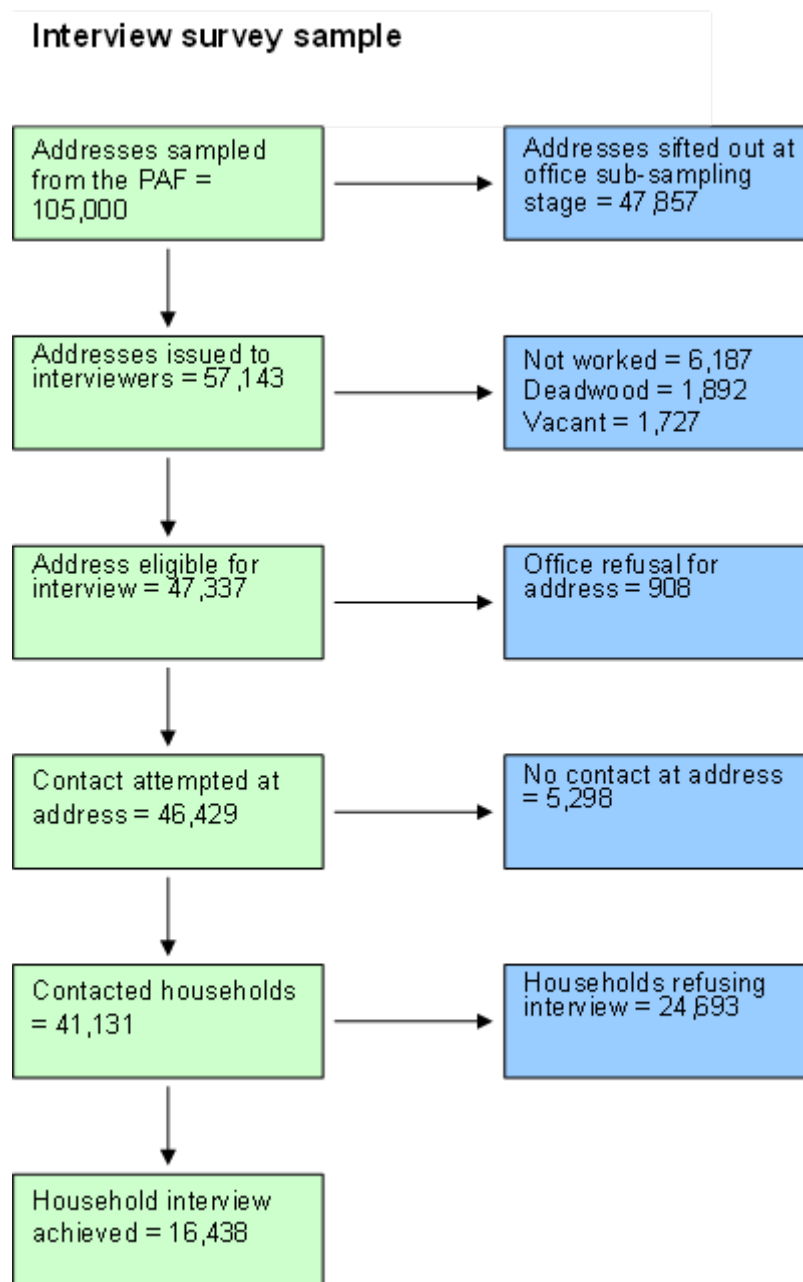 Interview survey sample
Addresses sampled
from the PAF =
105,000
Addresses sifted out at
office sub-sampling
stage = 47,857
Addresses issued to
interviewers = 57,143
Not worked = 6,187
Deadwood = 1,892
Vacant = 1,727
Address eligible for
interview = 47,337
Office refusal for
address = 908
Contact attempted at
address = 46,429
No contact at address
= 5,298
Contacted households
= 41,131
Households refusing
interview = 24,693
Household interview
achieved = 16,438